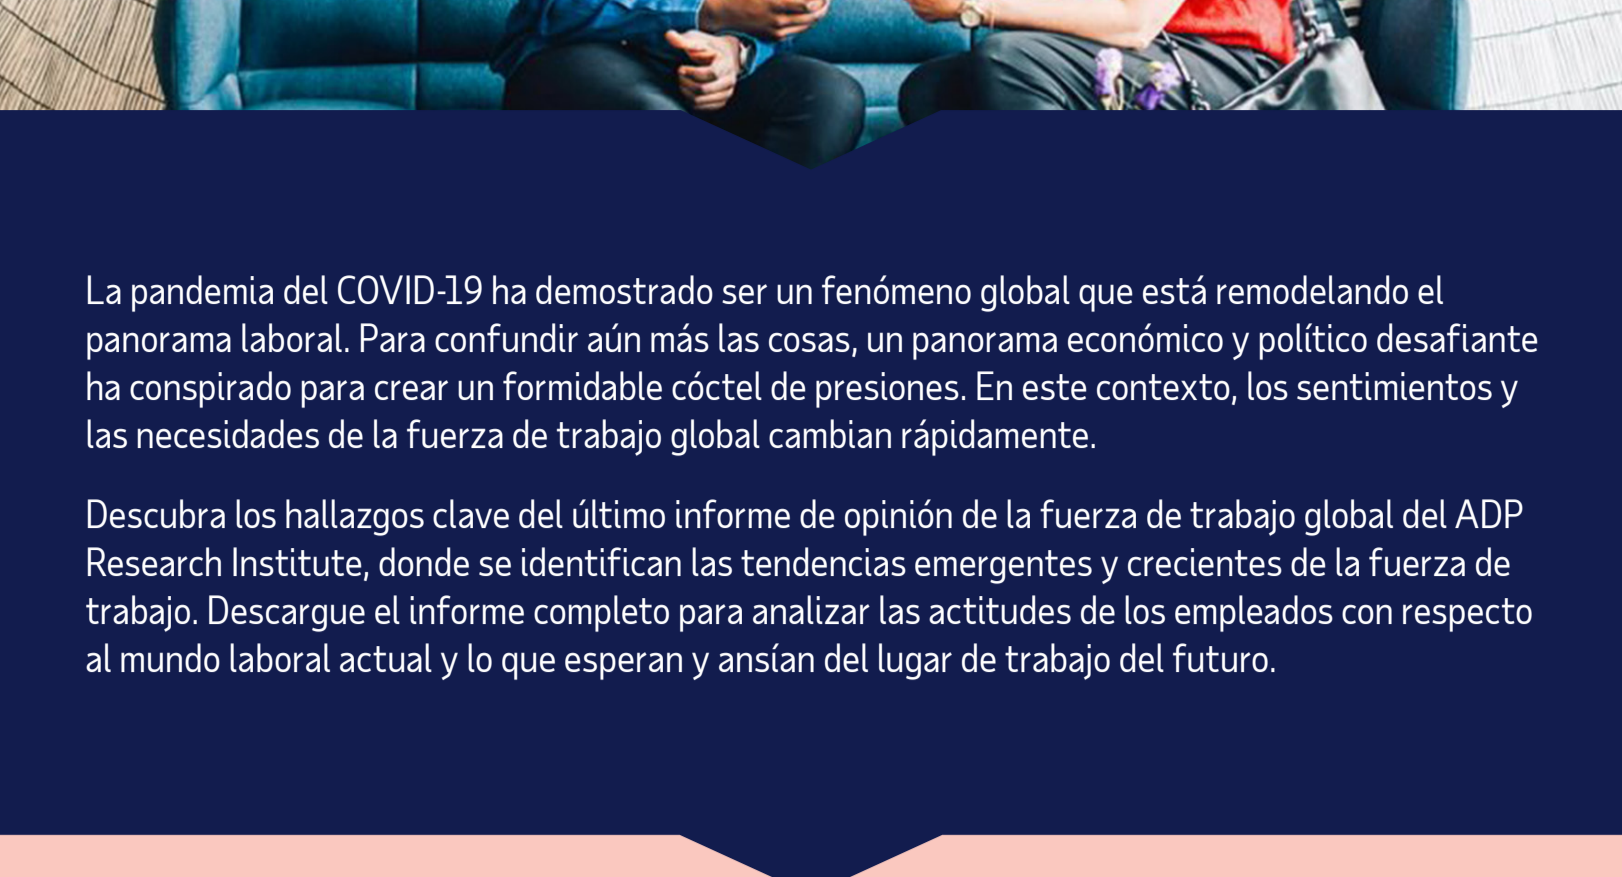 La pandemia del COVID-19 ha demostrado ser un fenómeno global que está remodelando el
panorama laboral. Para confundir aún más las cosas, un panorama económico y político desafiante
ha conspirado para crear un formidable cóctel de presiones. En este contexto, los sentimientos y
las necesidades de la fuerza de trabajo global cambian rápidamente.
Descubra los hallazgos clave del último informe de opinión de la fuerza de trabajo global del ADP
Research Institute, donde se identifican las tendencias emergentes y crecientes de la fuerza de
trabajo. Descargue el informe completo para analizar las actitudes de los empleados con respecto
al mundo laboral actual y lo que esperan y ansían del lugar de trabajo del futuro.